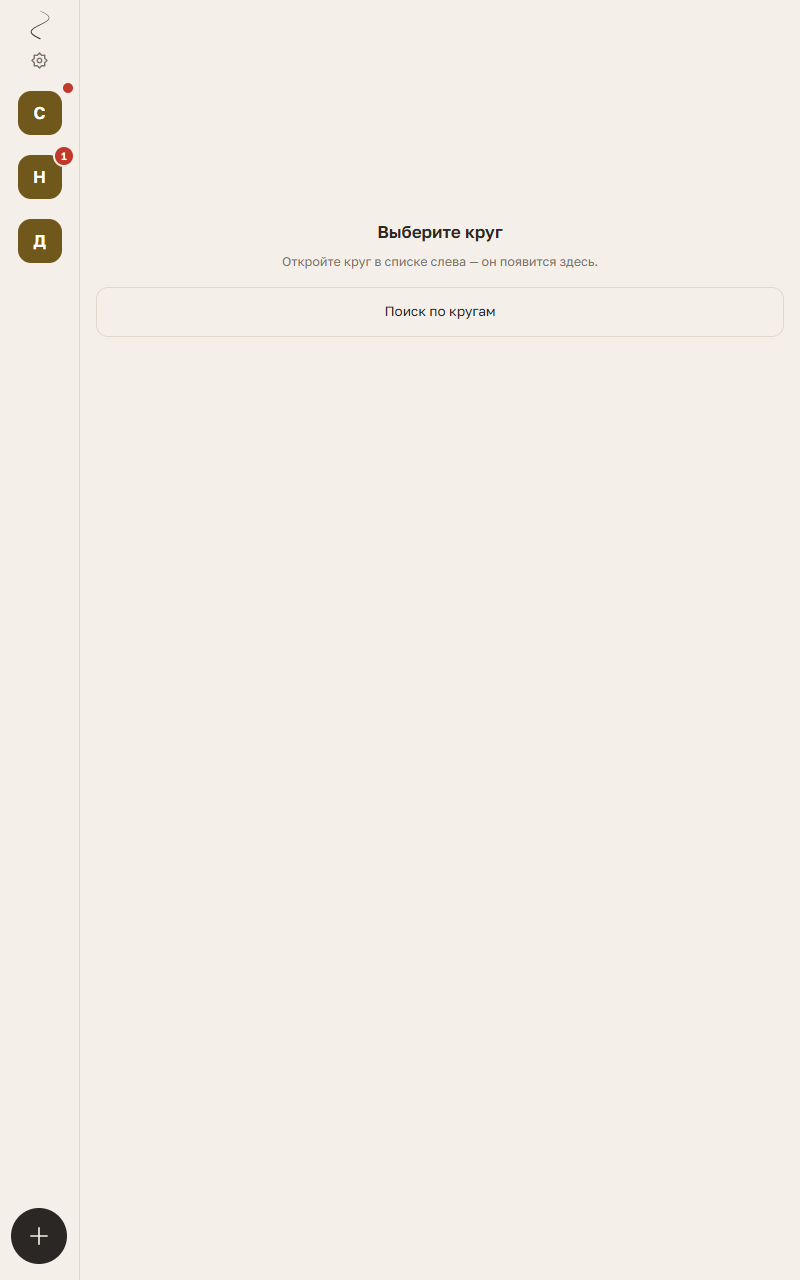 С
1
Н
Д
Выберите круг
Откройте круг в списке слева — он появится здесь.
Поиск по кругам